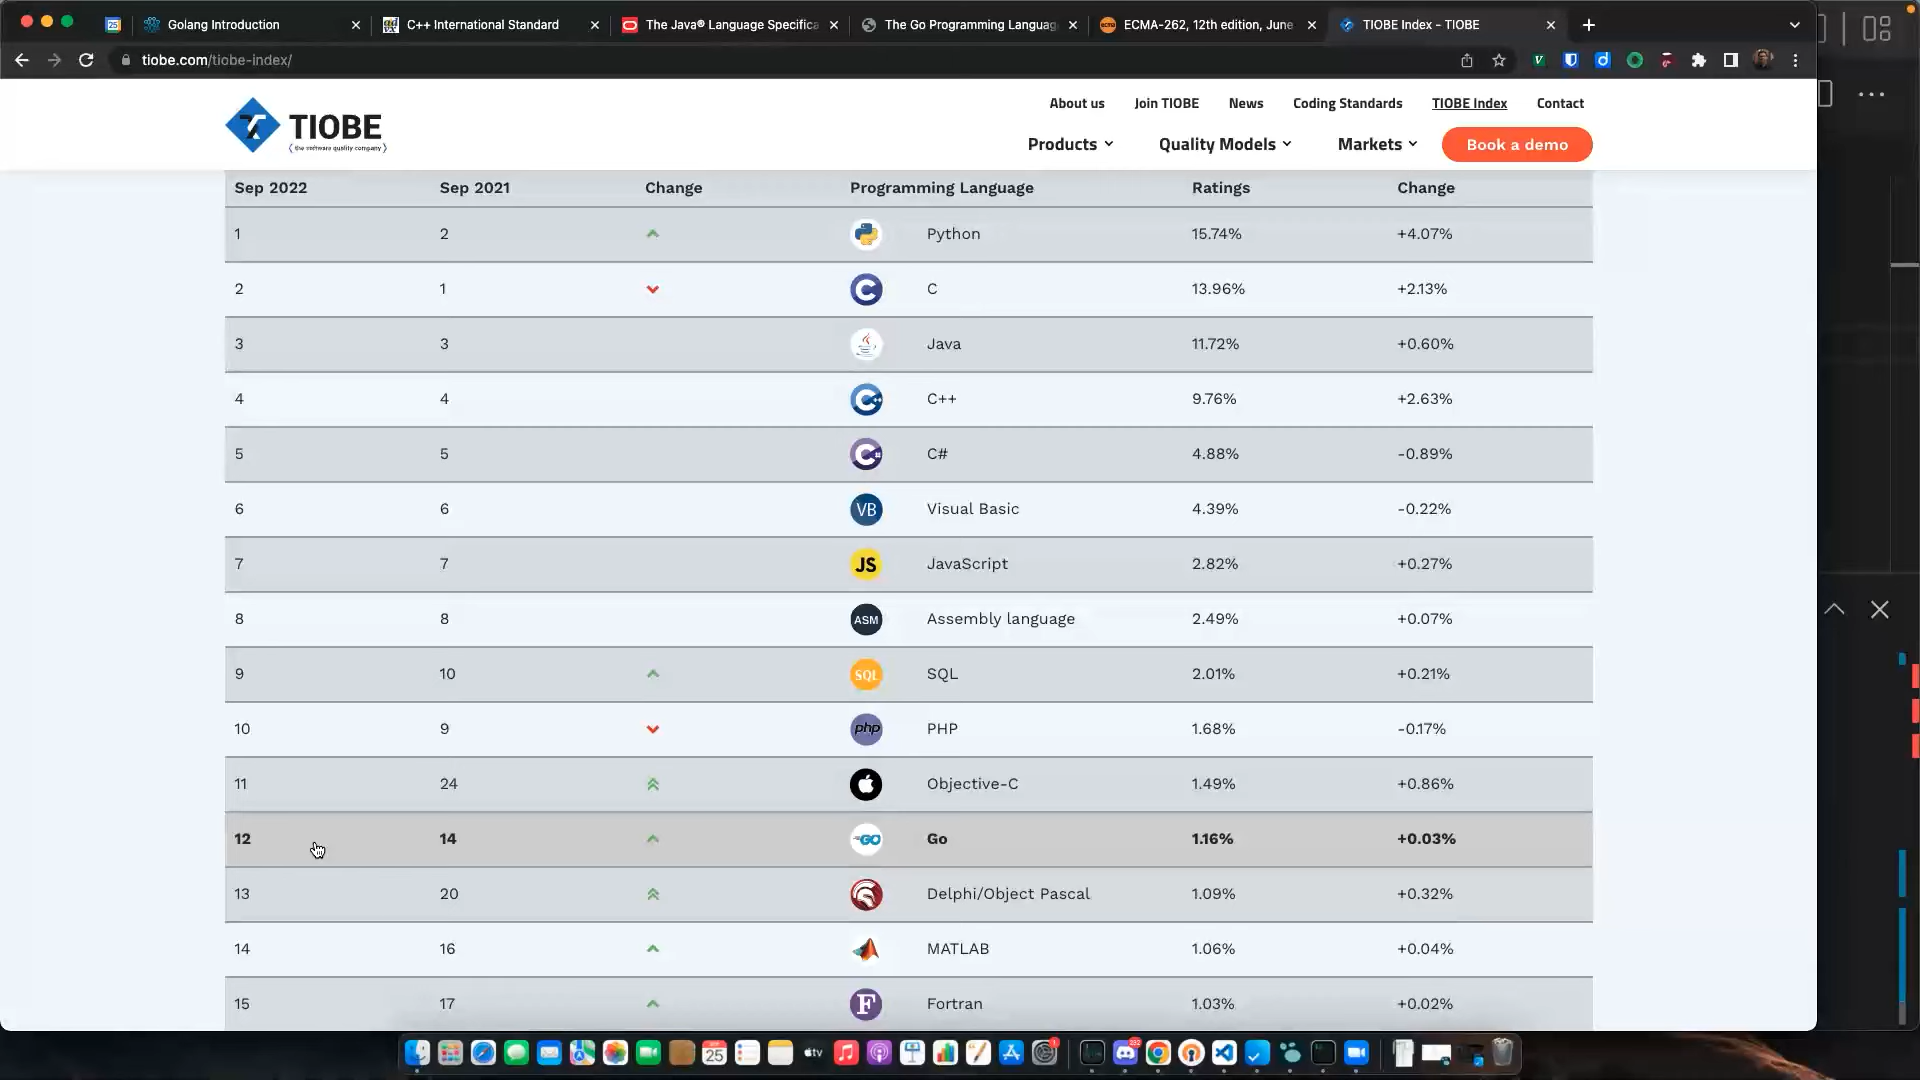 25
Golang Introduction
C++ International Standard
The Java® Language Specifica
The Go Programming Languag
ECMA-262, 12th edition, June
TIOBE Index - TIOBE
tiobe.com/tiobe-index/
TIOBE
(the software quality company)
About us Join TIOBE News Coding Standards TIOBE Index Contact
Products Quality Models Markets Book a demo
Sep 2022 Sep 2021 Change Programming Language Ratings Change
1 2 Python 15.74% +4.07%
2 1 C C 13.96% +2.13%
3 3 Java 11.72% +0.60%
4 4 C++ C++ 9.76% +2.63%
5 5 C# C# 4.88% -0.89%
6 6 VB Visual Basic 4.39% -0.22%
7 7 JS JavaScript 2.82% +0.27%
8 8 ASM Assembly language 2.49% +0.07%
9 10 SQL SQL 2.01% +0.21%
10 9 php PHP 1.68% -0.17%
11 24 Objective-C 1.49% +0.86%
12 14 GO Go 1.16% +0.03%
13 20 Delphi/Object Pascal 1.09% +0.32%
14 16 MATLAB 1.06% +0.04%
15 17 F Fortran 1.03% +0.02%
25
tv
1